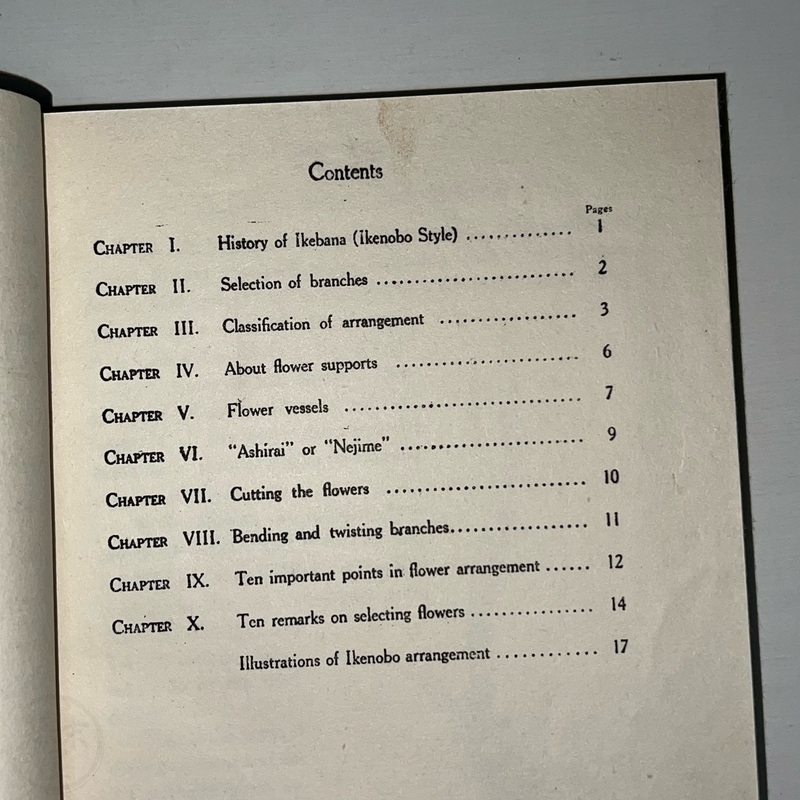 Contents
Pages
CHAPTER I. History of Ikebana (Ikenobo Style) .............. 1
CHAPTER II. Selection of branches .......................... 2
CHAPTER III. Classification of arrangement .................. 3
CHAPTER IV. About flower supports ........................ 6
CHAPTER V. Flower vessels ............................... 7
CHAPTER VI. "Ashirai" or "Nejime" ........................ 9
CHAPTER VII. Cutting the flowers .......................... 10
CHAPTER VIII. Bending and twisting branches.................. 11
CHAPTER IX. Ten important points in flower arrangement ...... 12
CHAPTER X. Ten remarks on selecting flowers ................ 14
Illustrations of Ikenobo arrangement ............. 17